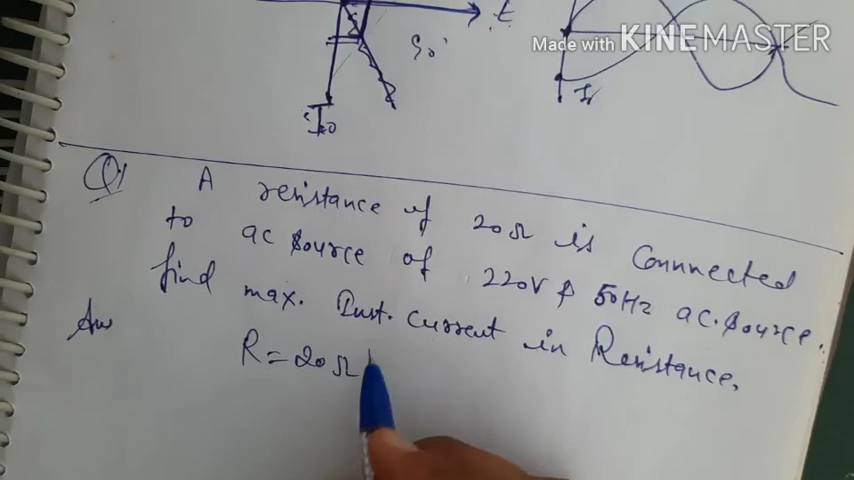 t
90°
Made with KINEMASTER
I0
Q1 A resistance of 20Ω is Connnected
to ac source of 220V & 50Hz ac. source.
find max. Inst. current in Resistance.
Ans
R = 20Ω